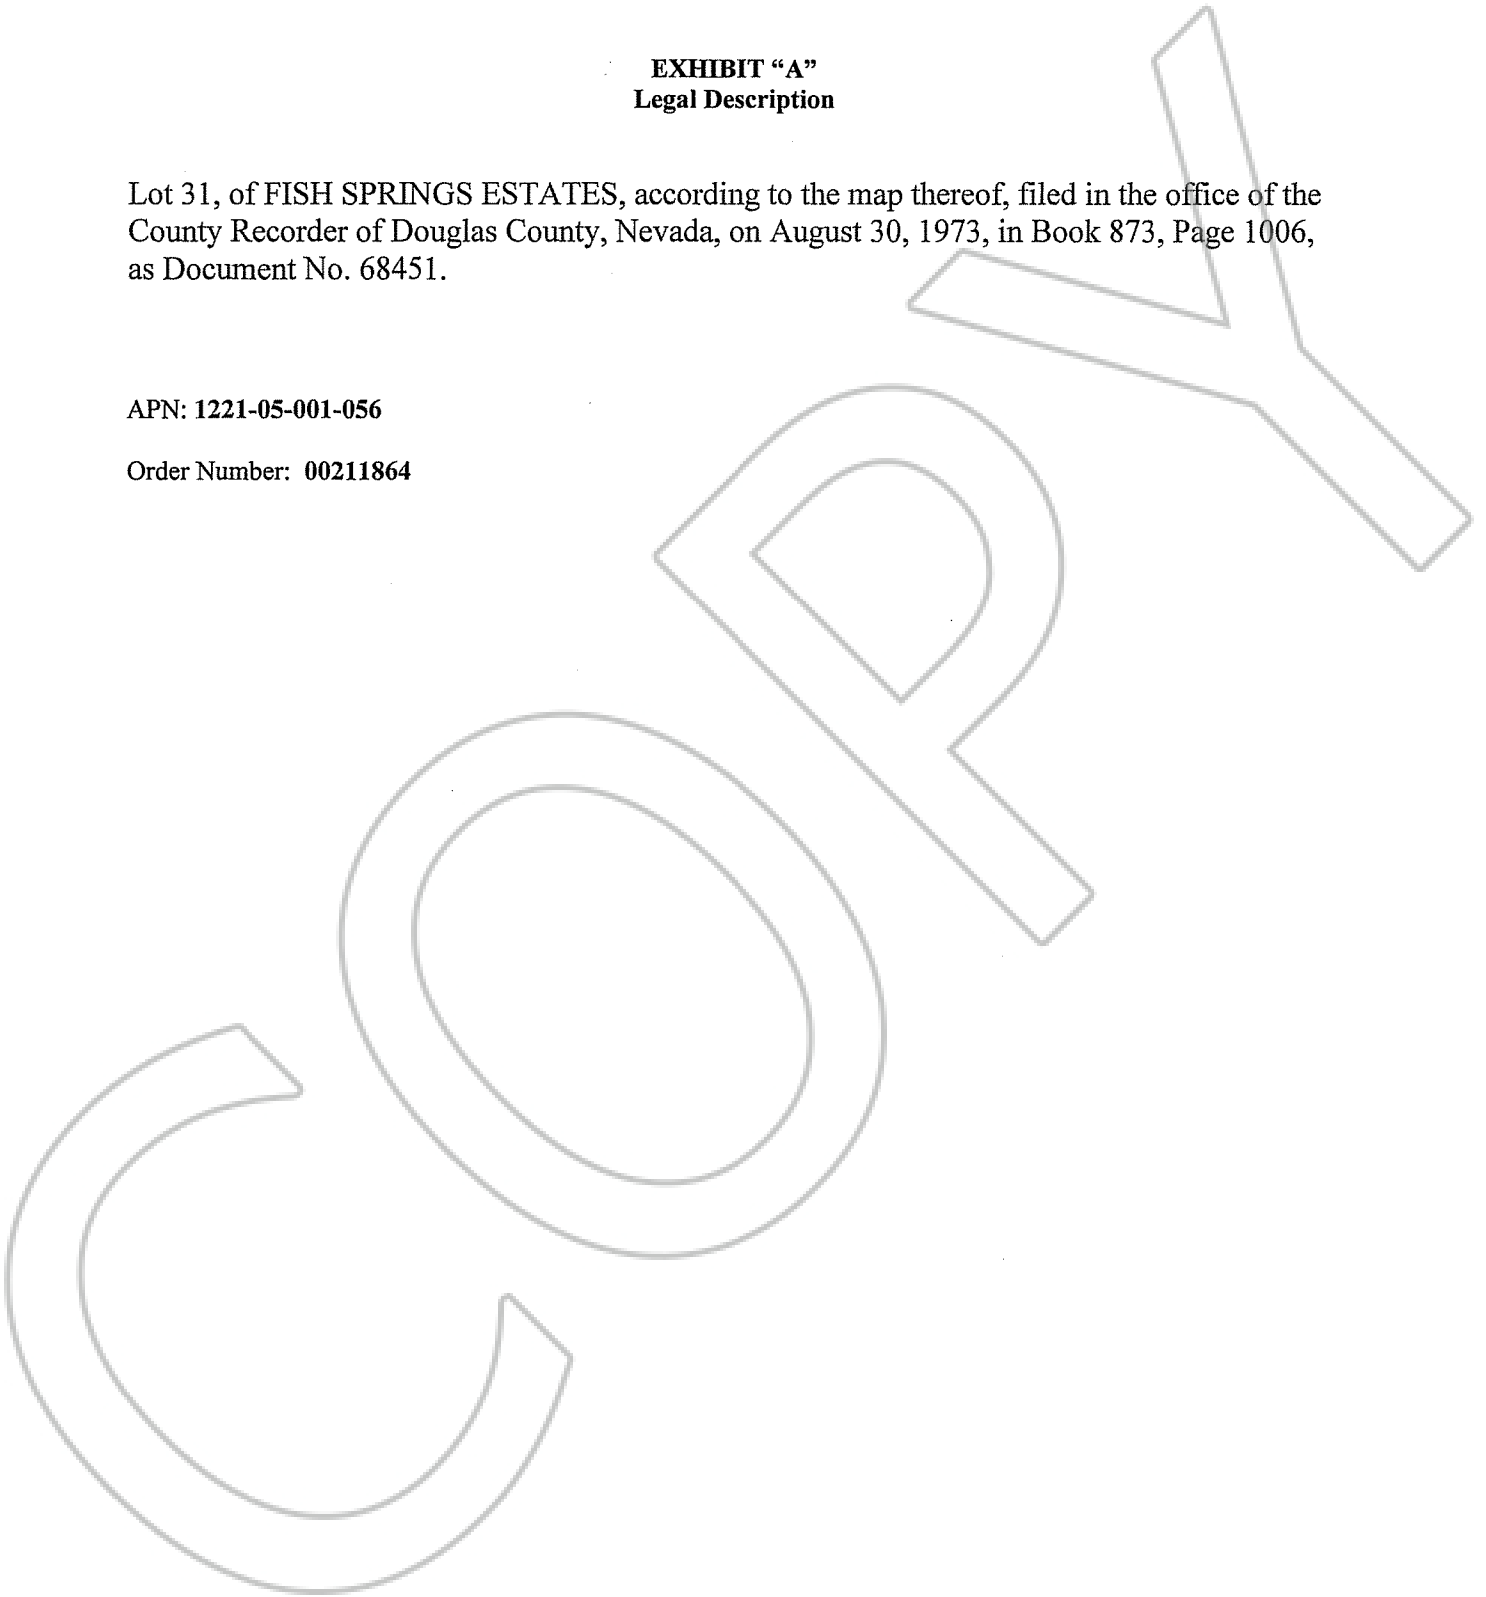 EXHIBIT “A”
Legal Description
Lot 31, of FISH SPRINGS ESTATES, according to the map thereof, filed in the office of the
County Recorder of Douglas County, Nevada, on August 30, 1973, in Book 873, Page 1006,
as Document No. 68451.
APN: 1221-05-001-056
Order Number: 00211864
COPY